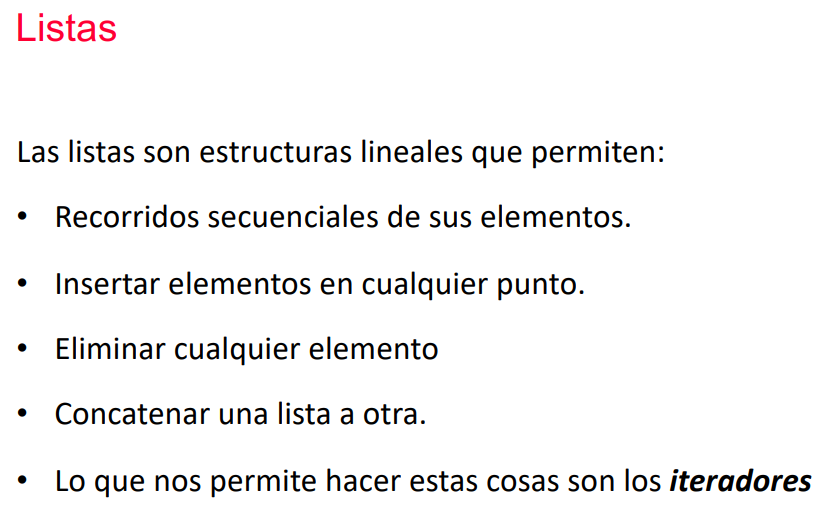 Listas
Las listas son estructuras lineales que permiten:
• Recorridos secuenciales de sus elementos.
• Insertar elementos en cualquier punto.
• Eliminar cualquier elemento
• Concatenar una lista a otra.
• Lo que nos permite hacer estas cosas son los iteradores